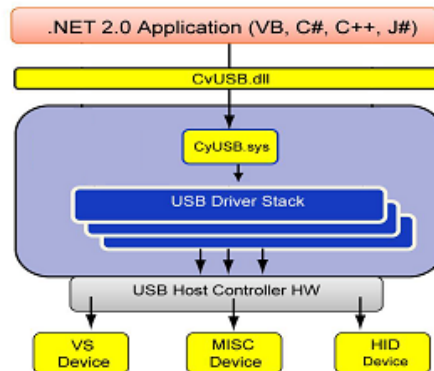 .NET 2.0 Application (VB, C#, C++, J#)
CyUSB.dll
CyUSB.sys
USB Driver Stack
USB Host Controller HW
VS
Device
MISC
Device
HID
Device